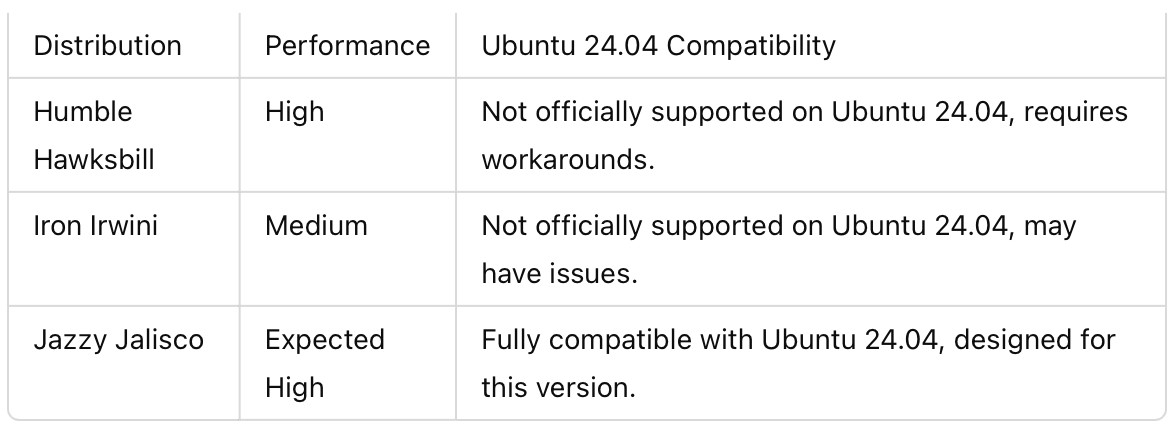 Distribution Performance Ubuntu 24.04 Compatibility
Humble High Not officially supported on Ubuntu 24.04, requires
Hawksbill workarounds.
Iron Irwini Medium Not officially supported on Ubuntu 24.04, may
have issues.
Jazzy Jalisco Expected Fully compatible with Ubuntu 24.04, designed for
High this version.